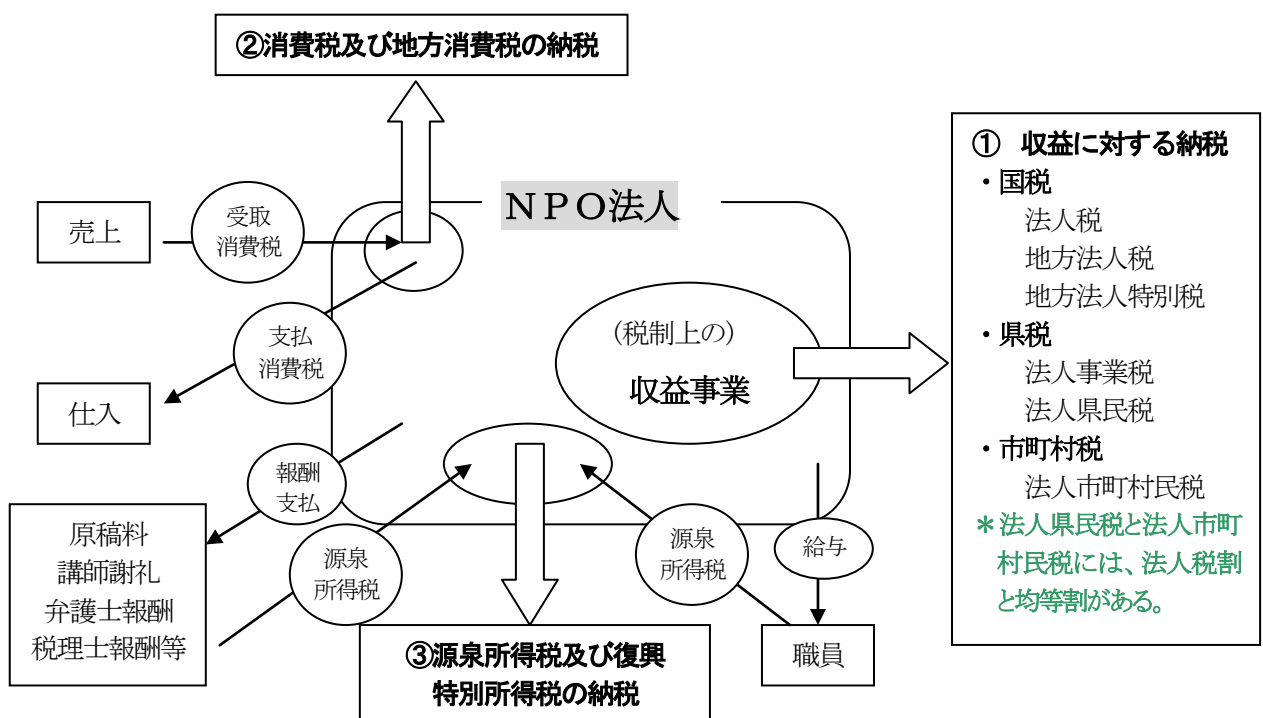 ②消費税及び地方消費税の納税
NPO法人
売上
受取
消費税
支払
消費税
仕入
報酬
支払
原稿料
講師謝礼
弁護士報酬
税理士報酬等
源泉
所得税
(税制上の)
収益事業
源泉
所得税
給与
職員
③源泉所得税及び復興
特別所得税の納税
① 収益に対する納税
・国税
法人税
地方法人税
地方法人特別税
・県税
法人事業税
法人県民税
・市町村税
法人市町村民税
＊法人県民税と法人市町
村民税には、法人税割
と均等割がある。